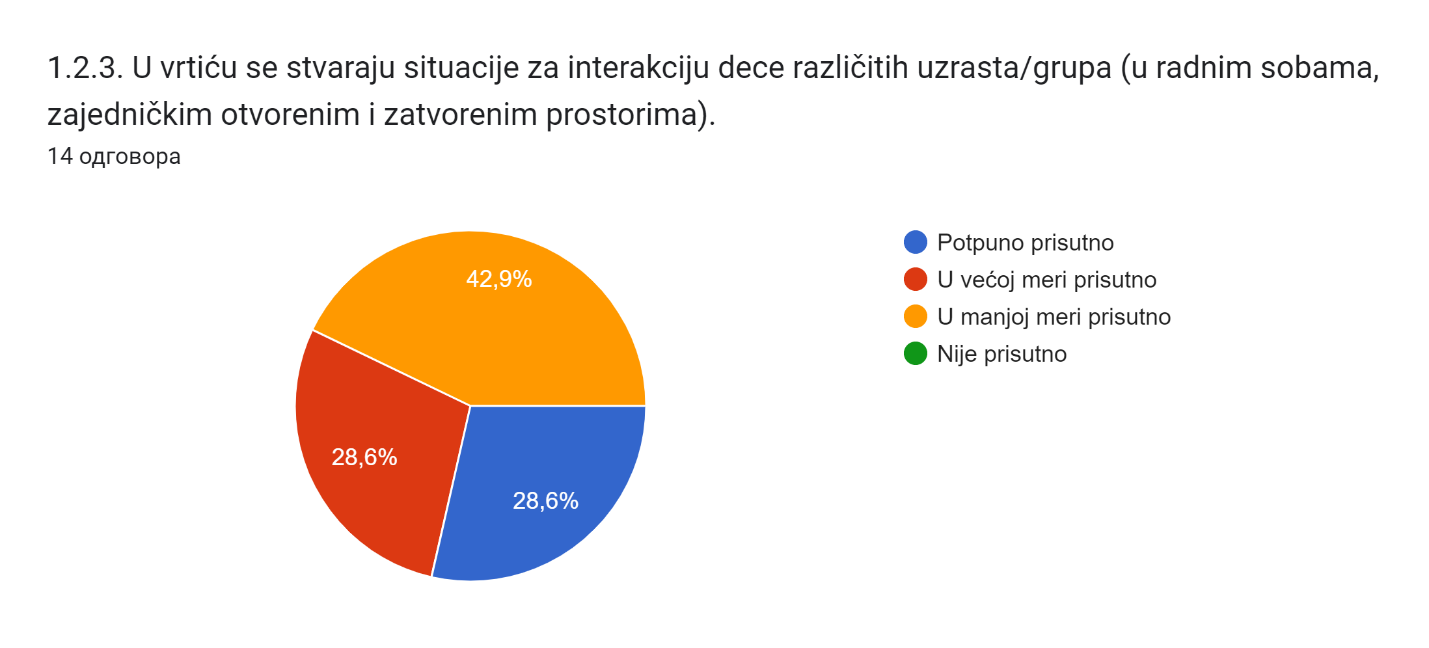 1.2.3. U vrtiću se stvaraju situacije za interakciju dece različitih uzrasta/grupa (u radnim sobama,
zajedničkim otvorenim i zatvorenim prostorima).
14 одговора
42,9%
28,6%
28,6%
Potpuno prisutno
U većoj meri prisutno
U manjoj meri prisutno
Nije prisutno